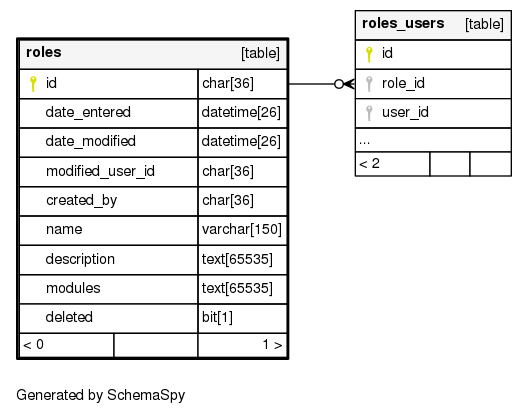 roles [table]
id char[36]
date_entered datetime[26]
date_modified datetime[26]
modified_user_id char[36]
created_by char[36]
name varchar[150]
description text[65535]
modules text[65535]
deleted bit[1]
< 0 1 >
roles_users [table]
id
role_id
user_id
...
< 2
Generated by SchemaSpy